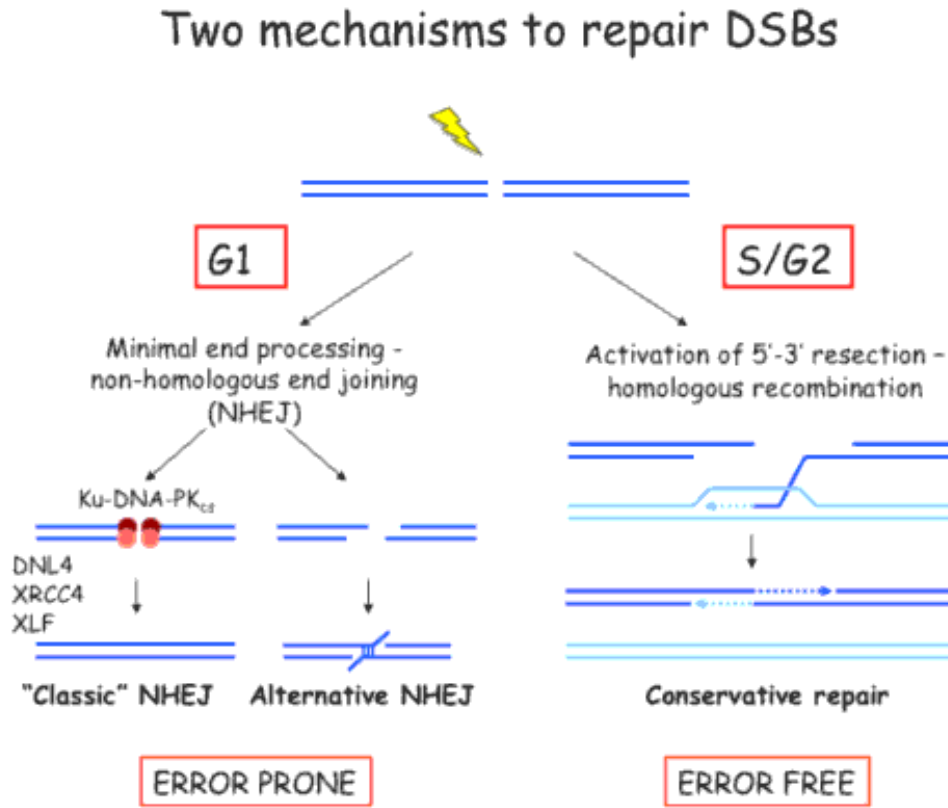 Two mechanisms to repair DSBs
G1
S/G2
Minimal end processing -
non-homologous end joining
(NHEJ)
Activation of 5'-3' resection –
homologous recombination
Ku-DNA-PKcs
DNL4
XRCC4
XLF
"Classic" NHEJ
Alternative NHEJ
Conservative repair
ERROR PRONE
ERROR FREE